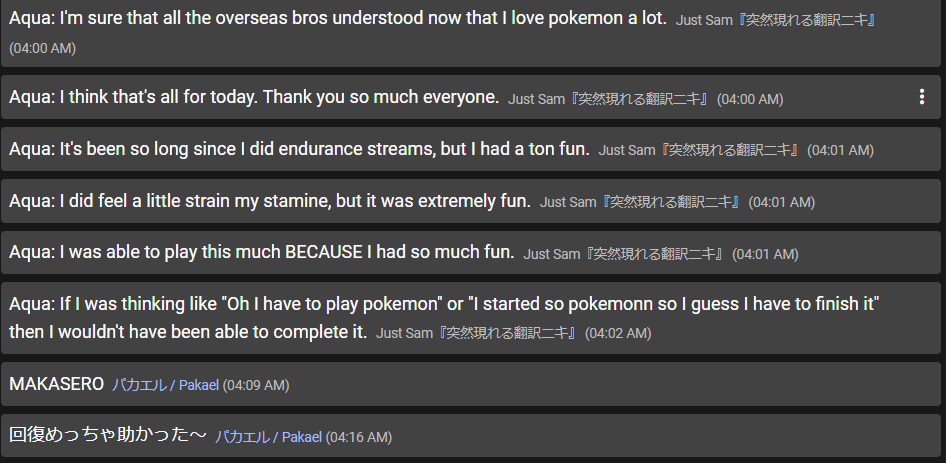 Aqua: I'm sure that all the overseas bros understood now that I love pokemon a lot. Just Sam『突然現れる翻訳ニキ』
(04:00 AM)
Aqua: I think that's all for today. Thank you so much everyone. Just Sam『突然現れる翻訳ニキ』 (04:00 AM)
Aqua: It's been so long since I did endurance streams, but I had a ton fun. Just Sam『突然現れる翻訳ニキ』 (04:01 AM)
Aqua: I did feel a little strain my stamine, but it was extremely fun. Just Sam『突然現れる翻訳ニキ』 (04:01 AM)
Aqua: I was able to play this much BECAUSE I had so much fun. Just Sam『突然現れる翻訳ニキ』 (04:01 AM)
Aqua: If I was thinking like "Oh I have to play pokemon" or "I started so pokemonn so I guess I have to finish it"
then I wouldn't have been able to complete it. Just Sam『突然現れる翻訳ニキ』 (04:02 AM)
MAKASERO パカエル / Pakael (04:09 AM)
回復めっちゃ助かった〜 パカエル / Pakael (04:16 AM)